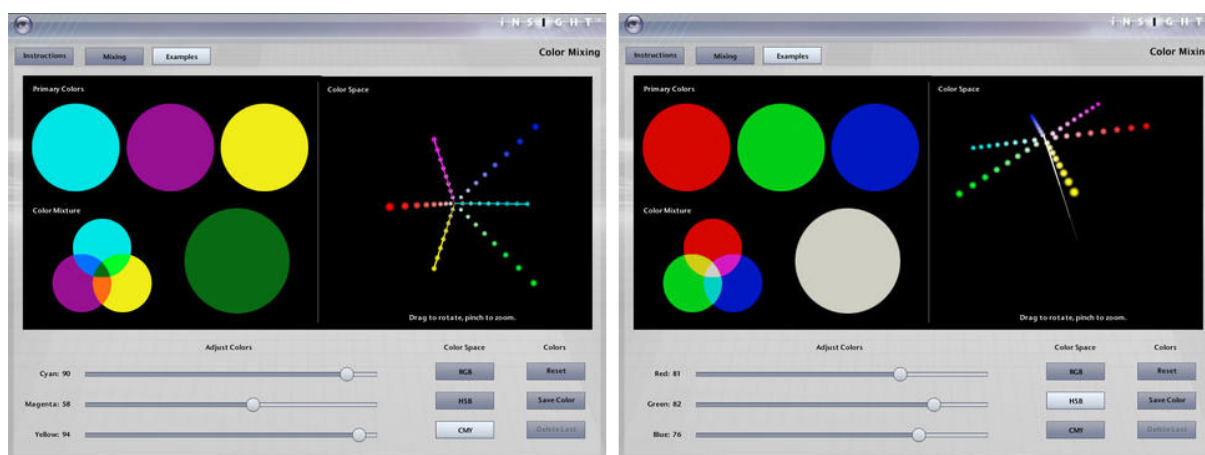 iNSIGHT
Instructions
Mixing
Examples
Color Mixing
Primary Colors
Color Space
Color Mixture
Drag to rotate, pinch to zoom.
Adjust Colors
Color Space
Colors
Cyan: 90
RGB
Reset
Magenta: 58
HSB
Save Color
Yellow: 94
CMY
Delete Last
iNSIGHT
Instructions
Mixing
Examples
Color Mixin
Primary Colors
Color Space
Color Mixture
Drag to rotate, pinch to zoom.
Adjust Colors
Color Space
Colors
Red: 81
RGB
Reset
Green: 82
HSB
Save Color
Blue: 76
CMY
Delete Last